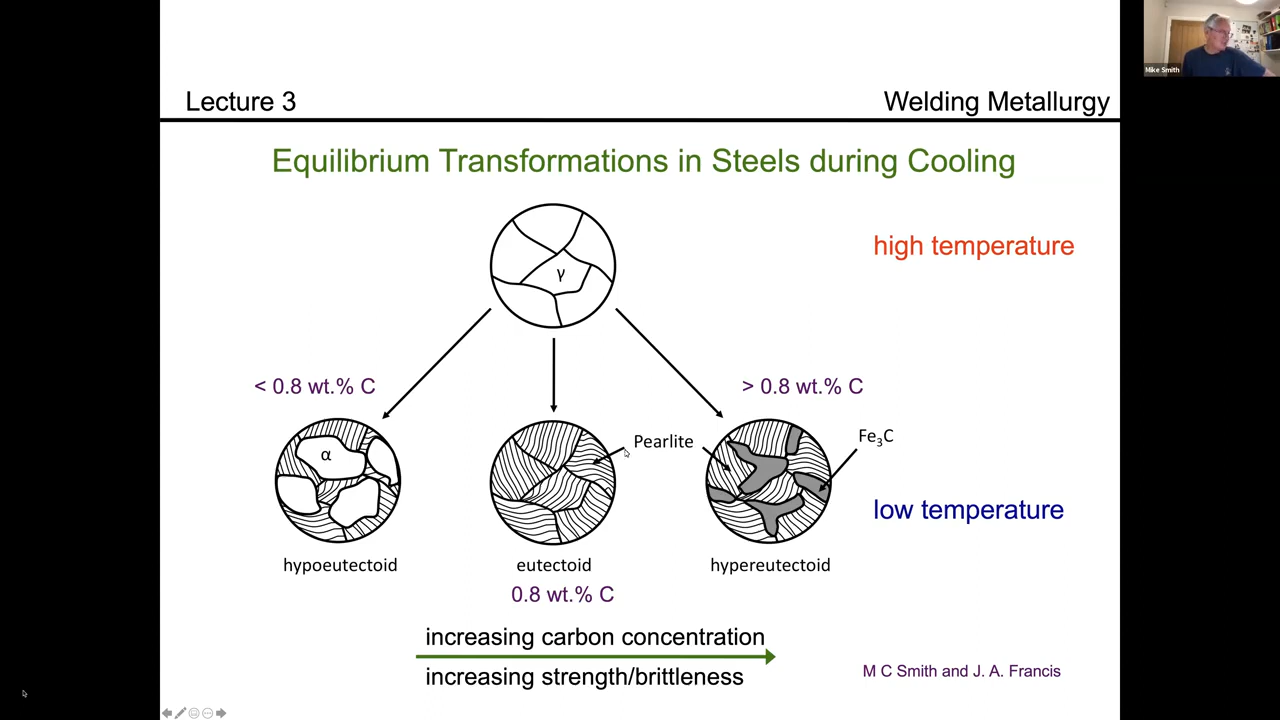 Mike Smith
Lecture 3
Welding Metallurgy
Equilibrium Transformations in Steels during Cooling
high temperature
γ
< 0.8 wt.% C
> 0.8 wt.% C
Pearlite
Fe₃C
α
low temperature
hypoeutectoid
eutectoid
hypereutectoid
0.8 wt.% C
increasing carbon concentration
increasing strength/brittleness
M C Smith and J. A. Francis